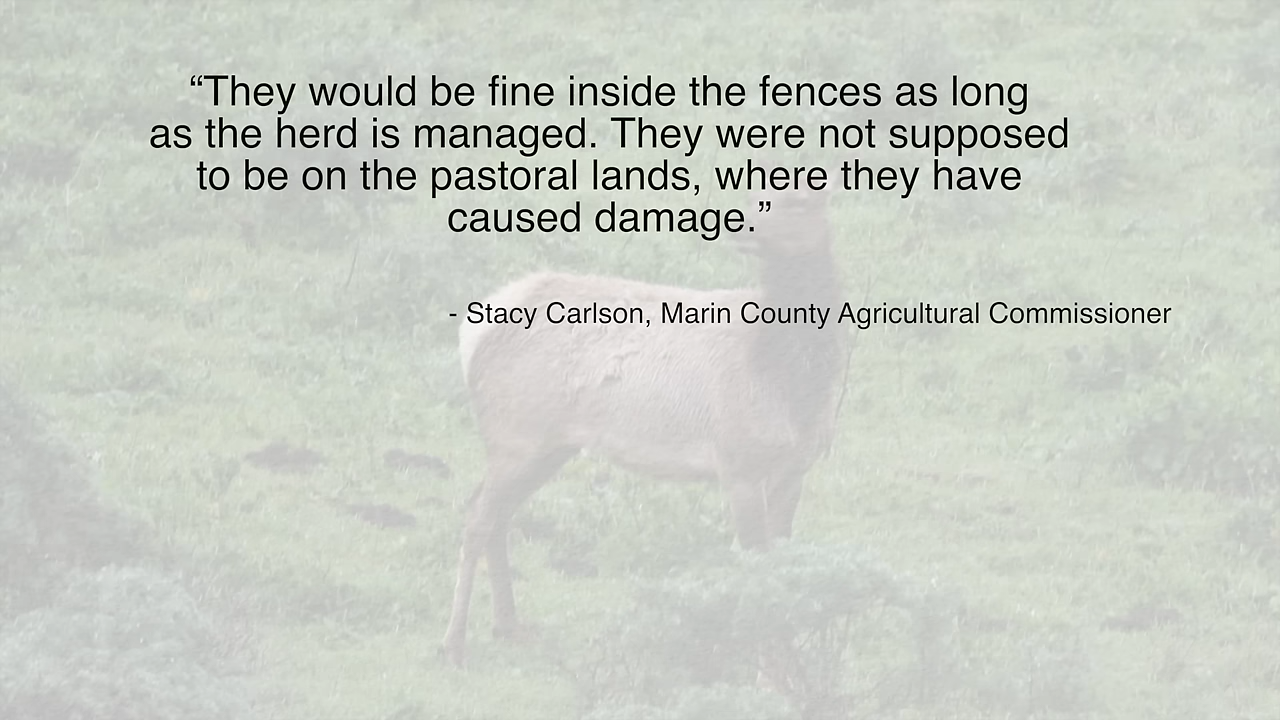 “They would be fine inside the fences as long
as the herd is managed. They were not supposed
to be on the pastoral lands, where they have
caused damage.”
- Stacy Carlson, Marin County Agricultural Commissioner